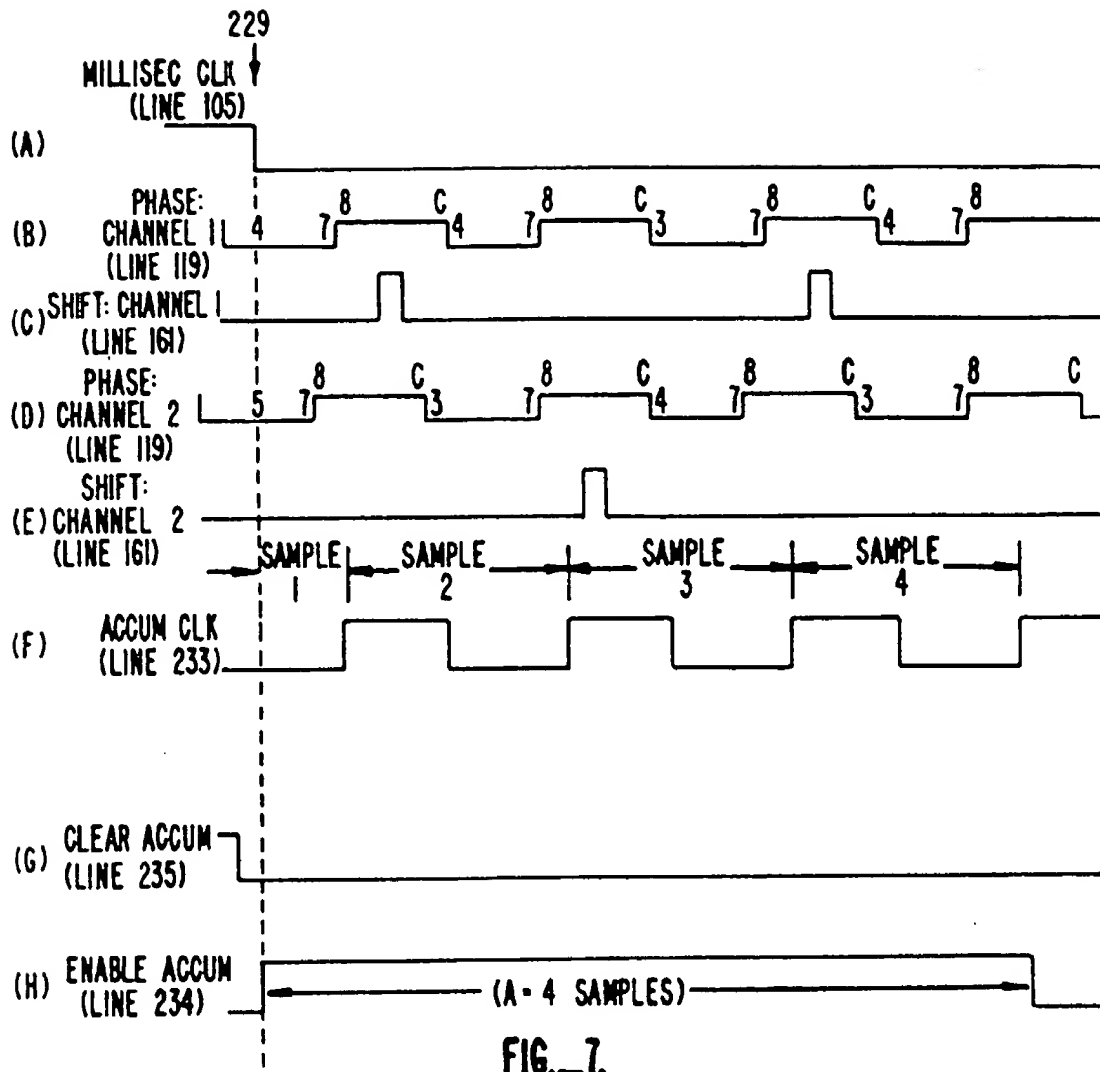 229
MILLISEC CLK
(LINE 105)
(A)
PHASE:
8 C 8 C 8 C 8
(B) CHANNEL 1 4 7 4 7 3 7 4 7
(LINE 119)
(C) SHIFT: CHANNEL 1
(LINE 161)
PHASE:
8 C 8 C 8 C 8 C
(D) CHANNEL 2 5 7 3 7 4 7 3 7
(LINE 119)
SHIFT:
(E) CHANNEL 2
(LINE 161)
SAMPLE SAMPLE SAMPLE SAMPLE
1 2 3 4
ACCUM CLK
(F)
(LINE 233)
CLEAR ACCUM
(G)
(LINE 235)
(H) ENABLE ACCUM
(LINE 234)
(A = 4 SAMPLES)
FIG._7.